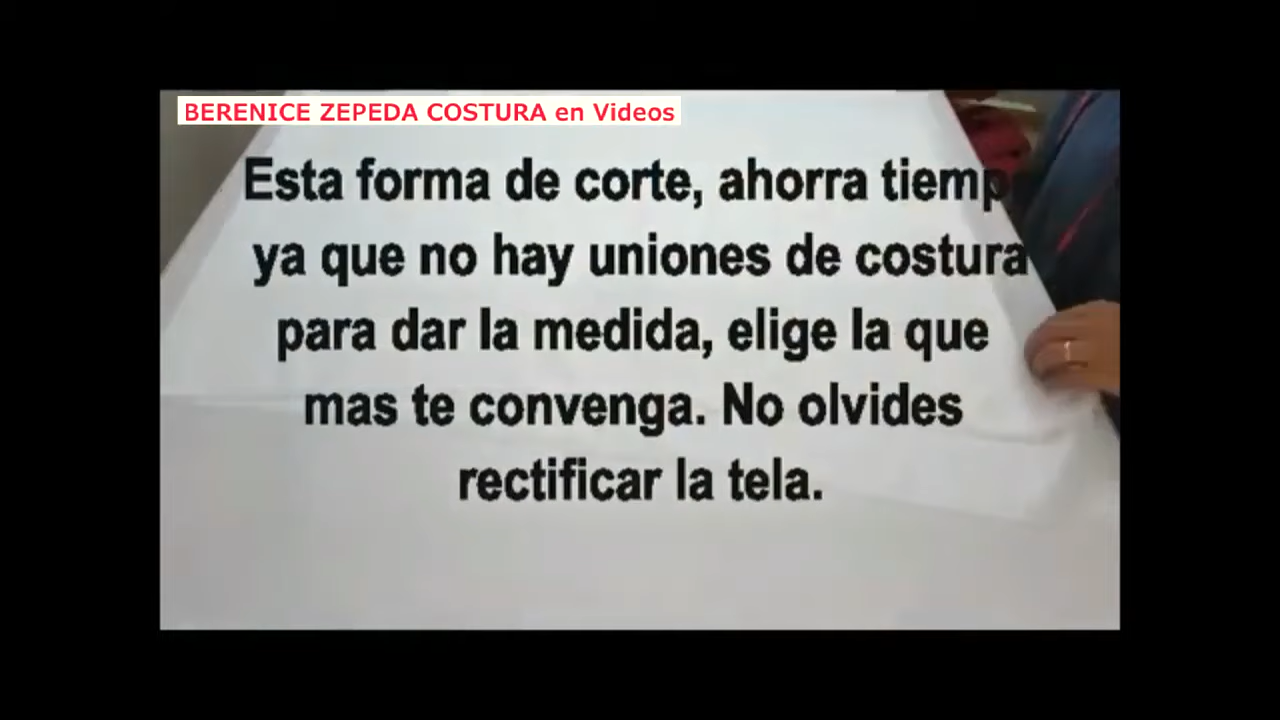 BERENICE ZEPEDA COSTURA en Videos
Esta forma de corte, ahorra tiemp
ya que no hay uniones de costura
para dar la medida, elige la que
mas te convenga. No olvides
rectificar la tela.